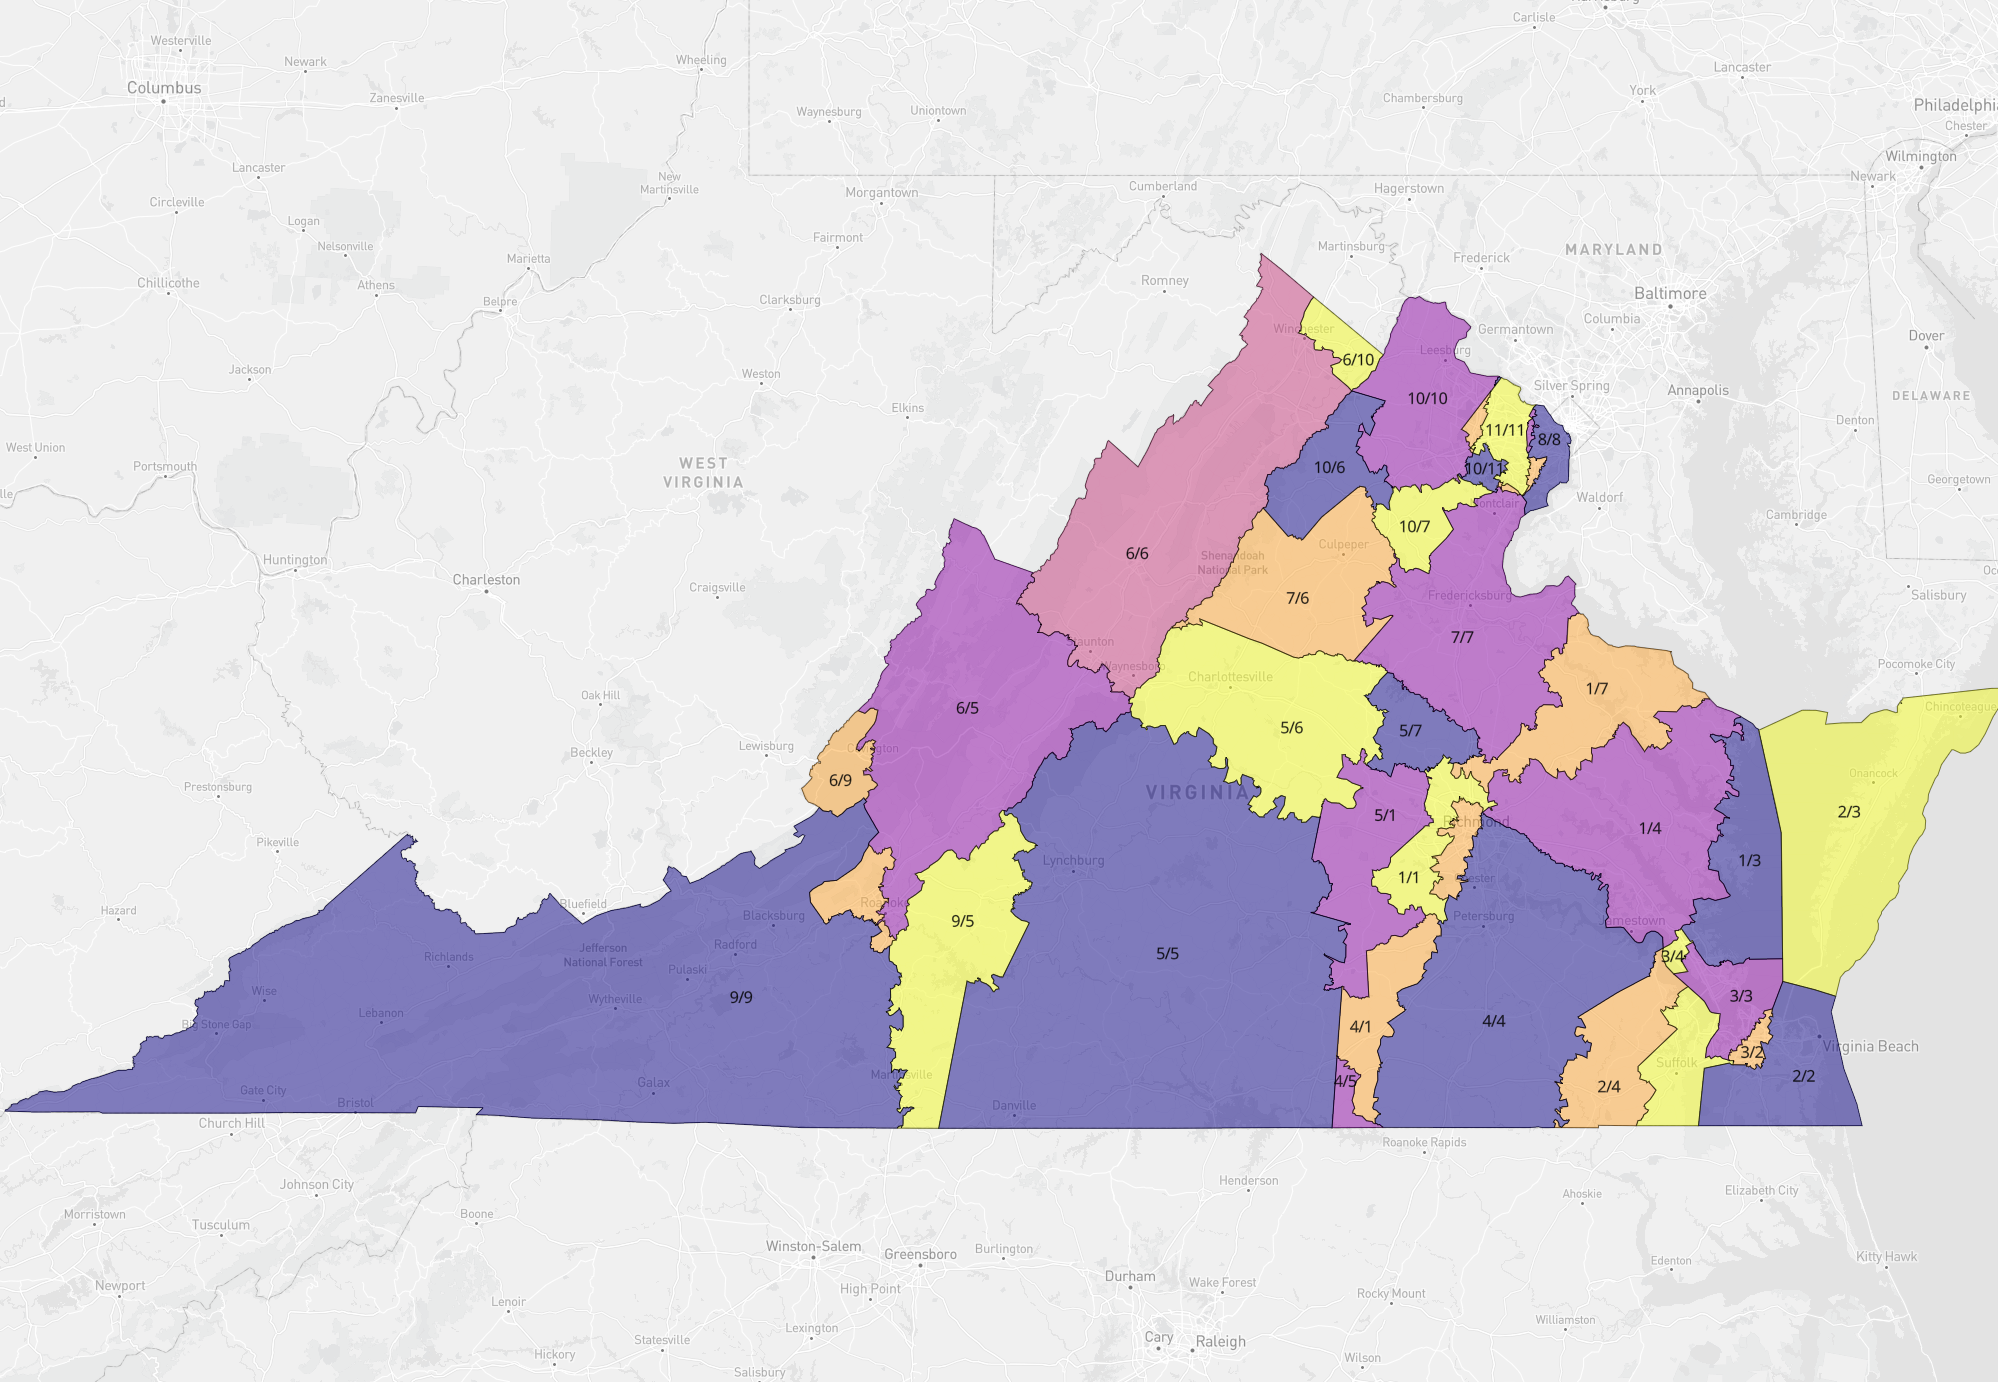 Harrisburg
Carlisle
Westerville
Newark
Wheeling
Lancaster
Columbus
Zanesville
York
Chambersburg
Waynesburg
Uniontown
Philadelphia
Chester
Wilmington
Newark
Lancaster
New
Martinsville
Morgantown
Cumberland
Hagerstown
Circleville
Logan
Fairmont
Nelsonville
Martinsburg
MARYLAND
Marietta
Frederick
Chillicothe
Athens
Romney
Baltimore
Belpre
Clarksburg
Columbia
Winchester
Germantown
Dover
6/10
Leesburg
Jackson
Weston
Silver Spring
Annapolis
DELAWARE
10/10
Elkins
Denton
11/11
8/8
West Union
WEST
VIRGINIA
Portsmouth
10/6
10/11
Georgetown
Waldorf
Montclair
Cambridge
10/7
Culpeper
Shenandoah
National Park
6/6
Huntington
Charleston
Craigsville
7/6
Fredericksburg
Salisbury
7/7
Staunton
Waynesboro
Charlottesville
Pocomoke City
1/7
Oak Hill
6/5
Chincoteague
5/6
5/7
Lewisburg
Covington
Beckley
Onancock
6/9
Prestonsburg
VIRGINIA
2/3
5/1
Richmond
1/4
Pikeville
Lynchburg
1/3
1/1
Chester
Bluefield
Roanoke
Hazard
Blacksburg
Petersburg
Jamestown
9/5
Jefferson
National Forest
Radford
Richlands
5/5
3/4
Pulaski
Wise
9/9
Wytheville
3/3
Lebanon
4/4
Big Stone Gap
4/1
Virginia Beach
3/2
Suffolk
Martinsville
2/2
Galax
4/5
2/4
Gate City
Bristol
Danville
Church Hill
Roanoke Rapids
Johnson City
Henderson
Ahoskie
Elizabeth City
Morristown
Boone
Tusculum
Winston-Salem
Greensboro
Burlington
Edenton
Kitty Hawk
Newport
High Point
Durham
Wake Forest
Rocky Mount
Lenoir
Williamston
Lexington
Statesville
Cary
Raleigh
Hickory
Wilson
Salisbury